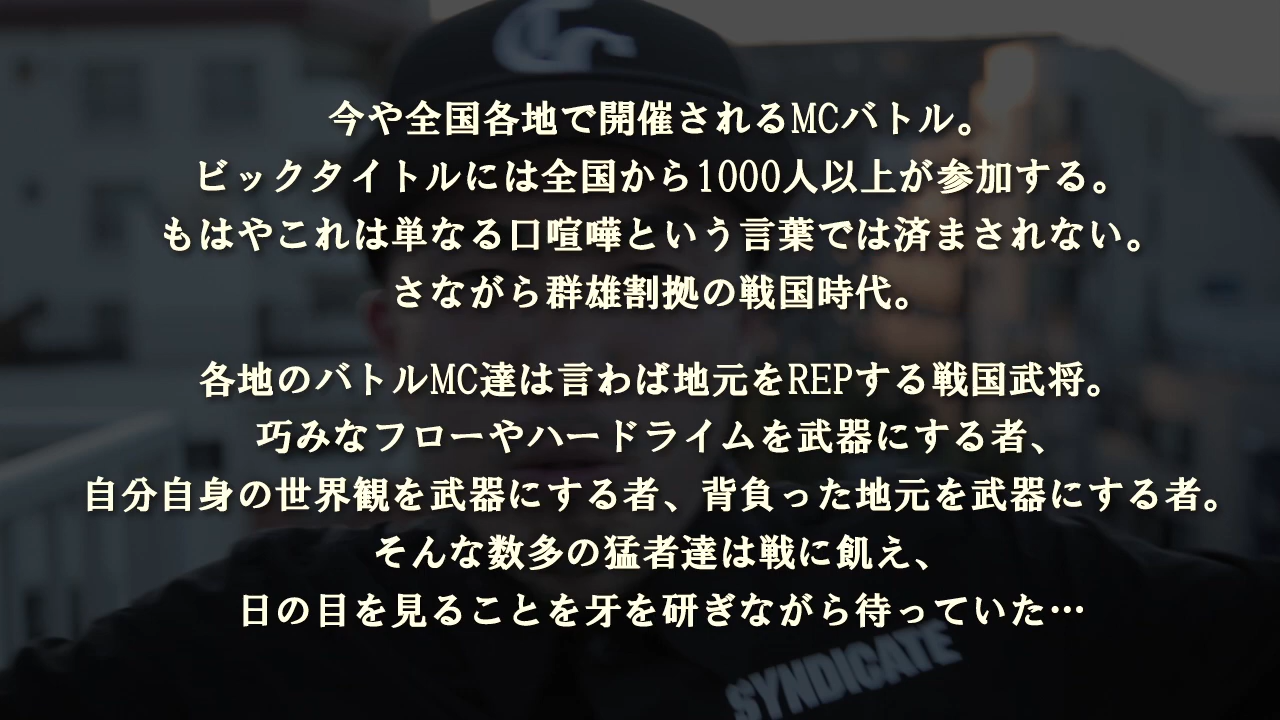 今や全国各地で開催されるMCバトル。
ビックタイトルには全国から1000人以上が参加する。
もはやこれは単なる口喧嘩という言葉では済まされない。
さながら群雄割拠の戦国時代。
各地のバトルMC達は言わば地元をREPする戦国武将。
巧みなフローやハードライムを武器にする者、
自分自身の世界観を武器にする者、背負った地元を武器にする者。
そんな数多の猛者達は戦に飢え、
日の目を見ることを牙を研ぎながら待っていた…
SYNDICATE